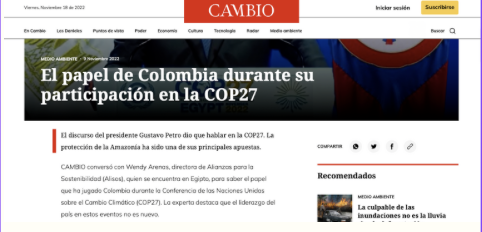 Viernes, Noviembre 18 de 2022
CAMBIO
Iniciar sesión
Suscribirse
En Cambio Los Danieles Puntos de vista Poder Economía Cultura Tecnología Radar Medio ambiente
Buscar
MEDIO AMBIENTE - 9 Noviembre 2022
El papel de Colombia durante su
participación en la COP27
El discurso del presidente Gustavo Petro dio que hablar en la COP27. La
protección de la Amazonía ha sido una de sus principales apuestas.
CAMBIO conversó con Wendy Arenas, directora de Alianzas para la
Sostenibilidad (Alisos), quien se encuentra en Egipto, para saber el papel
que ha jugado Colombia durante la Conferencia de las Naciones Unidas
sobre el Cambio Climático (COP27). La experta destaca que el liderazgo del
país en estos eventos no es nuevo.
COMPARTIR
Recomendados
MEDIO AMBIENTE
La culpable de las
inundaciones no es la lluvia